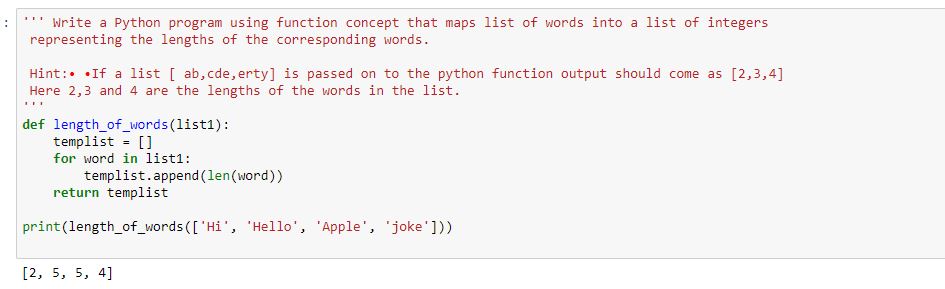 : ''' Write a Python program using function concept that maps list of words into a list of integers
representing the lengths of the corresponding words.
Hint:• •If a list [ ab,cde,erty] is passed on to the python function output should come as [2,3,4]
Here 2,3 and 4 are the lengths of the words in the list.
'''
def length_of_words(list1):
    templist = []
    for word in list1:
        templist.append(len(word))
    return templist
print(length_of_words(['Hi', 'Hello', 'Apple', 'joke']))
[2, 5, 5, 4]